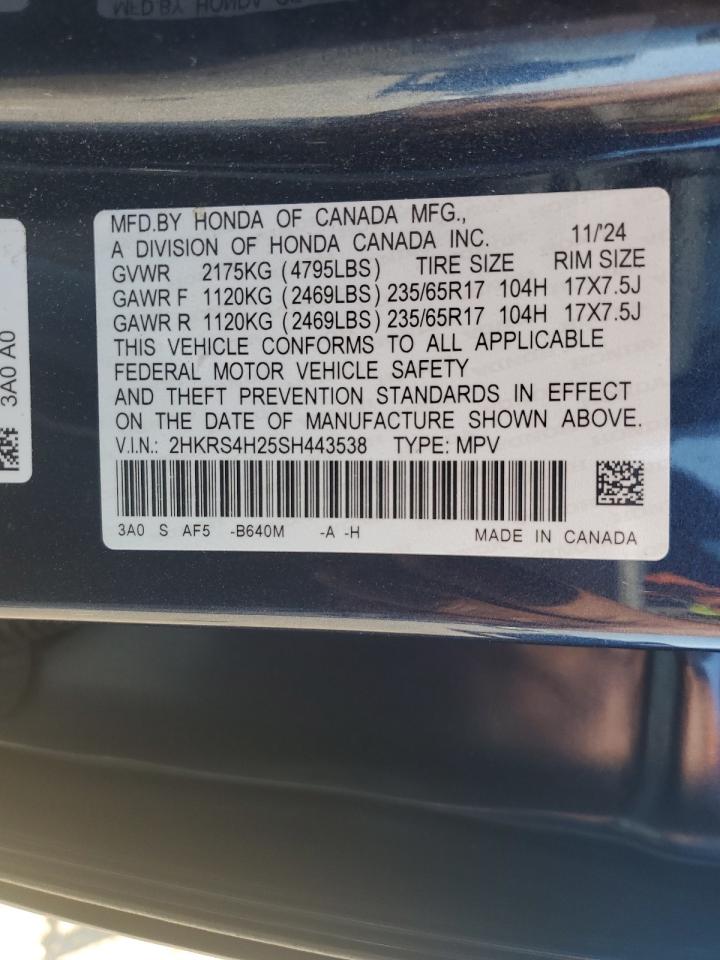 MFD.BY HONDA OF CANADA MFG.,
A DIVISION OF HONDA CANADA INC. 11/'24
GVWR 2175KG (4795LBS) TIRE SIZE RIM SIZE
GAWR F 1120KG (2469LBS) 235/65R17 104H 17X7.5J
GAWR R 1120KG (2469LBS) 235/65R17 104H 17X7.5J
THIS VEHICLE CONFORMS TO ALL APPLICABLE
FEDERAL MOTOR VEHICLE SAFETY
AND THEFT PREVENTION STANDARDS IN EFFECT
ON THE DATE OF MANUFACTURE SHOWN ABOVE.
V.I.N.: 2HKRS4H25SH443538 TYPE: MPV
3A0 S AF5 -B640M -A -H MADE IN CANADA
3A0 A0